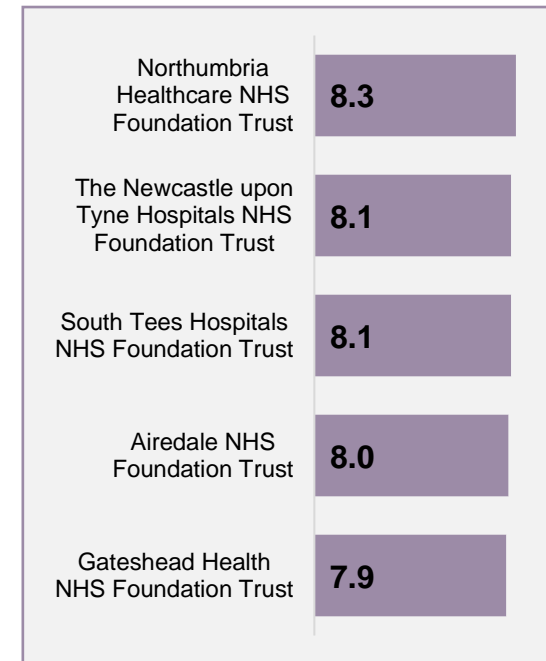 Northumbria
Healthcare NHS
Foundation Trust
8.3
The Newcastle upon
Tyne Hospitals NHS
Foundation Trust
8.1
South Tees Hospitals
NHS Foundation Trust
8.1
Airedale NHS
Foundation Trust
8.0
Gateshead Health
NHS Foundation Trust
7.9